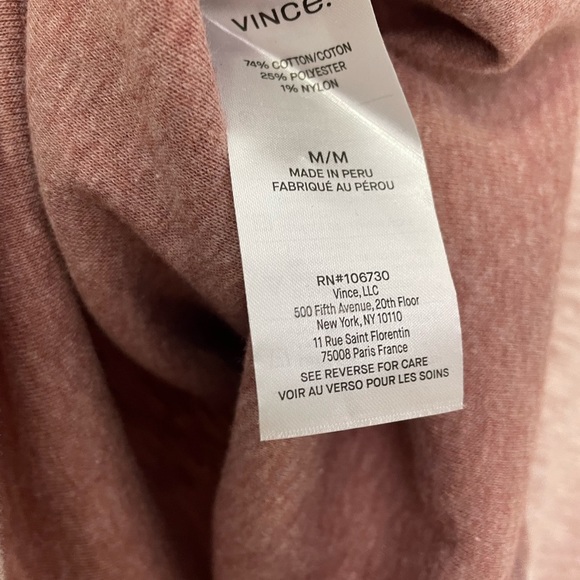 VINCE.
74% COTTON/COTON
25% POLYESTER
1% NYLON
M/M
MADE IN PERU
FABRIQUÉ AU PÉROU
RN#106730
Vince, LLC
500 Fifth Avenue, 20th Floor
New York, NY 10110
11 Rue Saint Florentin
75008 Paris France
SEE REVERSE FOR CARE
VOIR AU VERSO POUR LES SOINS